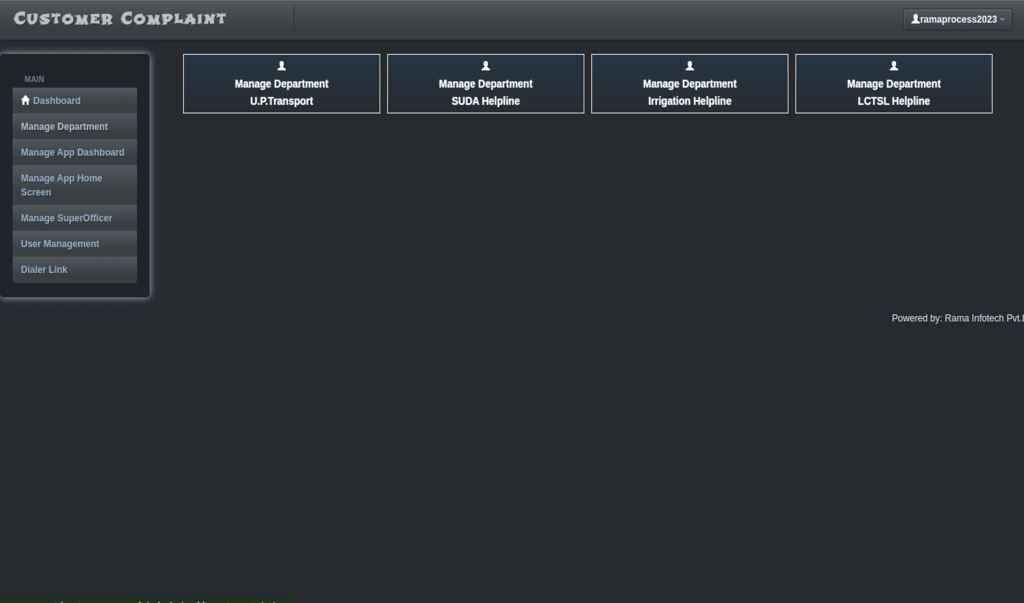 Customer Complaint
ramaprocess2023
MAIN
Dashboard
Manage Department
Manage App Dashboard
Manage App Home
Screen
Manage SuperOfficer
User Management
Dialer Link
Manage Department
U.P.Transport
Manage Department
SUDA Helpline
Manage Department
Irrigation Helpline
Manage Department
LCTSL Helpline
Powered by: Rama Infotech Pvt.